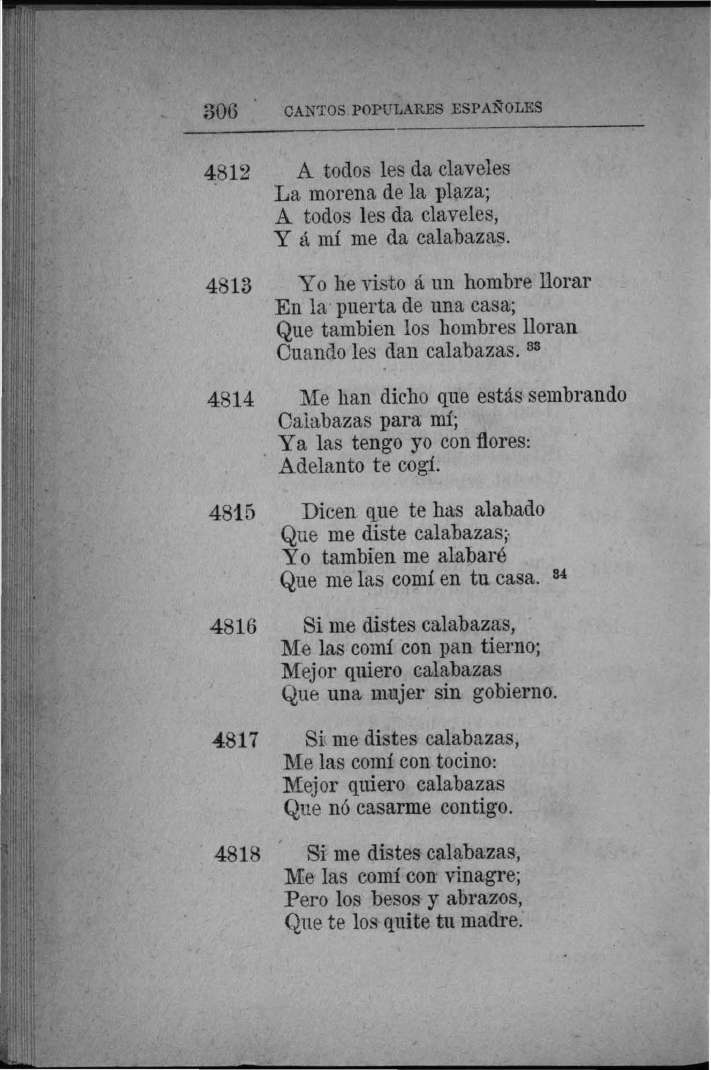 306 CANTOS POPULARES ESPAÑOLES
4812 A todos les da claveles
La morena de la plaza;
A todos les da claveles,
Y á mí me da calabazas.
4813 Yo he visto á un hombre llorar
En la puerta de una casa;
Que tambien los hombres lloran
Cuando les dan calabazas. 33
4814 Me han dicho que estás sembrando
Calabazas para mí;
Ya las tengo yo con flores:
Adelanto te cogí.
4815 Dicen que te has alabado
Que me diste calabazas;
Yo tambien me alabaré
Que me las comí en tu casa. 34
4816 Si me distes calabazas,
Me las comí con pan tierno;
Mejor quiero calabazas
Que una mujer sin gobierno.
4817 Si me distes calabazas,
Me las comí con tocino:
Mejor quiero calabazas
Que nó casarme contigo.
4818 Si me distes calabazas,
Me las comí con vinagre;
Pero los besos y abrazos,
Que te los quite tu madre.